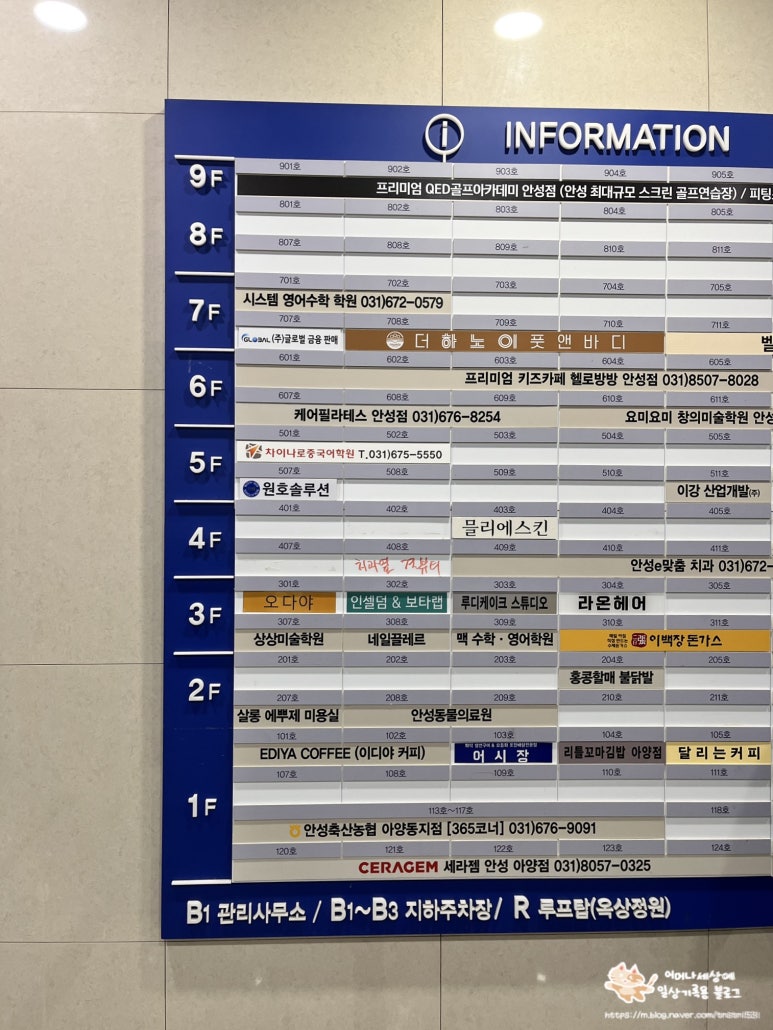 i INFORMATION
9F
901호 902호 903호 904호 905호
프리미엄 QED골프아카데미 안성점 (안성 최대규모 스크린 골프연습장) / 피팅
8F
801호 802호 803호 804호 805호
807호 808호 809호 810호 811호
7F
701호 702호 703호 704호 705호
시스템 영어수학 학원 031)672-0579
707호 708호 709호 710호 711호
GLOBAL (주)글로벌 금융 판매 더하노이풋앤바디 벨
6F
601호 602호 603호 604호 605호
프리미엄 키즈카페 헬로방방 안성점 031)8507-8028
607호 608호 609호 610호 611호
케어필라테스 안성점 031)676-8254 요미요미 창의미술학원 안성
5F
501호 502호 503호 504호 505호
차이나로중국어학원 T.031)675-5550
507호 508호 509호 510호 511호
원호솔루션 이강 산업개발(주)
4F
401호 402호 403호 404호 405호
믈리에스킨
407호 408호 409호 410호 411호
안성e맞춤 치과 031)672-
3F
301호 302호 303호 304호 305호
오다야 인셀덤 & 보타랩 루디케이크 스튜디오 라온헤어
307호 308호 309호 310호 311호
상상미술학원 네일끌레르 맥 수학·영어학원 이백장돈가스
2F
201호 202호 203호 204호 205호
홍콩할매 불닭발
207호 208호 209호 210호 211호
살롱 에뿌제 미용실 안성동물의료원
1F
101호 102호 103호 104호 105호
EDIYA COFFEE (이디야 커피) 어시장 리틀꼬마김밥 아양점 달리는커피
107호 108호 109호 110호 111호
113호~117호 118호
안성축산농협 아양동지점 [365코너] 031)676-9091
120호 121호 122호 123호 124호
CERAGEM 세라젬 안성 아양점 031)8057-0325
B1 관리사무소 / B1~B3 지하주차장 / R 루프탑(옥상정원)
어머나세상에
일상기록은 블로그